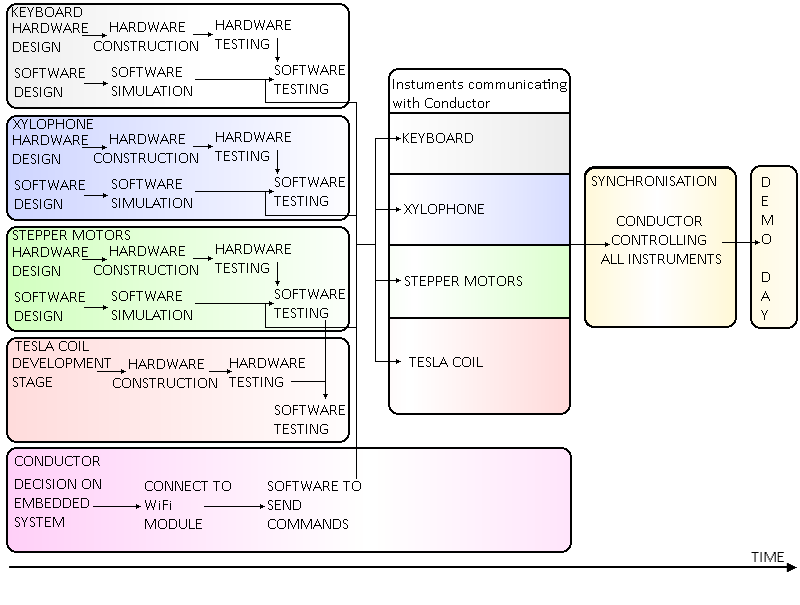 KEYBOARD
HARDWARE DESIGN
HARDWARE CONSTRUCTION
HARDWARE TESTING
SOFTWARE DESIGN
SOFTWARE SIMULATION
SOFTWARE TESTING
XYLOPHONE
HARDWARE DESIGN
HARDWARE CONSTRUCTION
HARDWARE TESTING
SOFTWARE DESIGN
SOFTWARE SIMULATION
SOFTWARE TESTING
STEPPER MOTORS
HARDWARE DESIGN
HARDWARE CONSTRUCTION
HARDWARE TESTING
SOFTWARE DESIGN
SOFTWARE SIMULATION
SOFTWARE TESTING
TESLA COIL
DEVELOPMENT STAGE
HARDWARE CONSTRUCTION
HARDWARE TESTING
SOFTWARE TESTING
CONDUCTOR
DECISION ON
EMBEDDED
SYSTEM
CONNECT TO
WiFi
MODULE
SOFTWARE TO
SEND
COMMANDS
Instuments communicating
with Conductor
KEYBOARD
XYLOPHONE
STEPPER MOTORS
TESLA COIL
SYNCHRONISATION
CONDUCTOR
CONTROLLING
ALL INSTRUMENTS
DEMO DAY
TIME